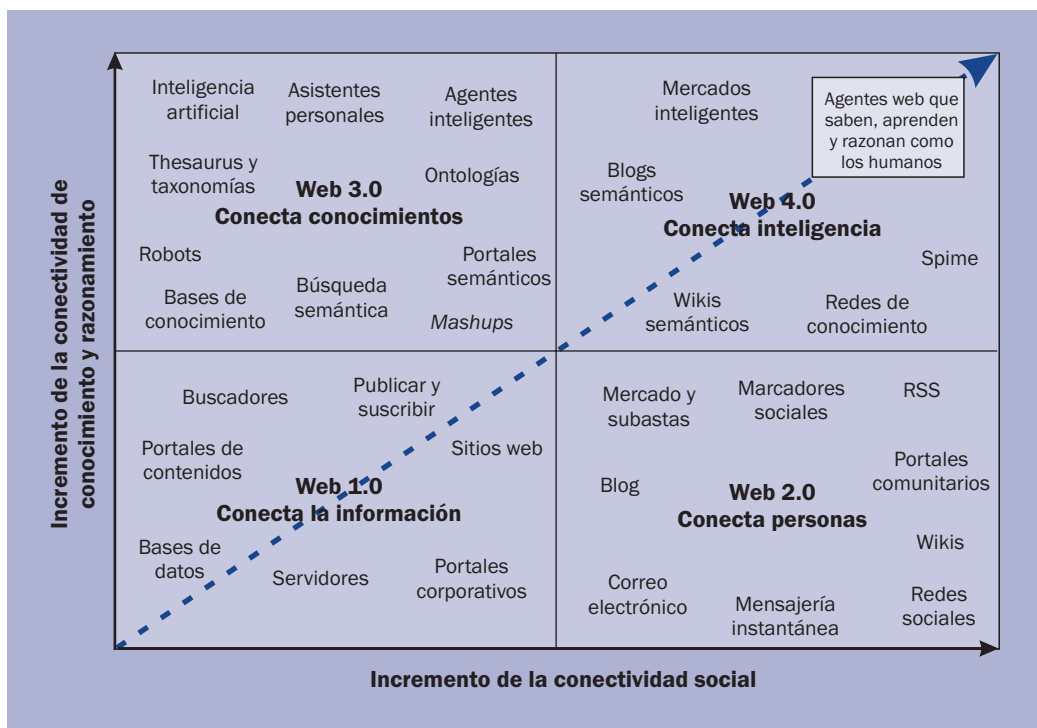 Incremento de la conectividad de
conocimiento y razonamiento
Inteligencia
artificial
Asistentes
personales
Agentes
inteligentes
Thesaurus y
taxonomías
Ontologías
Web 3.0
Conecta conocimientos
Robots
Portales
semánticos
Bases de
conocimiento
Búsqueda
semántica
Mashups
Mercados
inteligentes
Agentes web que
saben, aprenden
y razonan como
los humanos
Blogs
semánticos
Web 4.0
Conecta inteligencia
Spime
Wikis
semánticos
Redes de
conocimiento
Buscadores
Publicar y
suscribir
Portales de
contenidos
Sitios web
Web 1.0
Conecta la información
Bases de
datos
Servidores
Portales
corporativos
Mercado y
subastas
Marcadores
sociales
RSS
Blog
Portales
comunitarios
Web 2.0
Conecta personas
Wikis
Correo
electrónico
Mensajería
instantánea
Redes
sociales
Incremento de la conectividad social